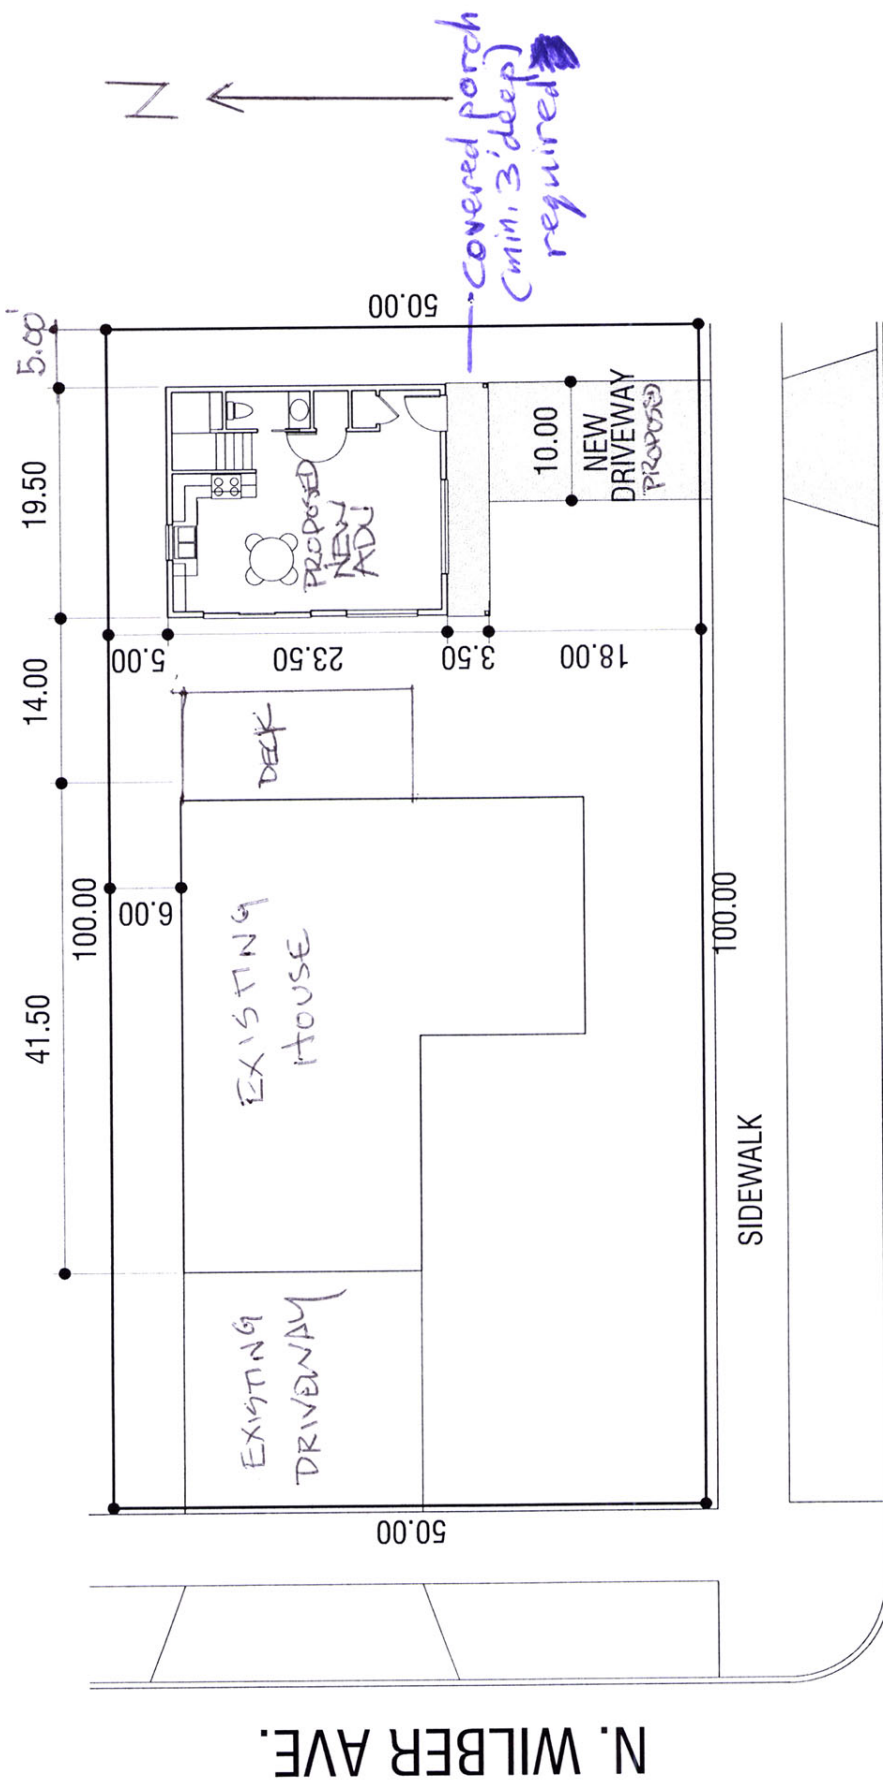 N
5.00'
19.50
14.00
41.50
100.00
50.00
Covered porch
(min. 3' deep)
required
PROPOSED
NEW
ADU
10.00
NEW
DRIVEWAY
PROPOSED
5.00
23.50
3.50
18.00
DECK
6.00
EXISTING
HOUSE
EXISTING
DRIVEWAY
50.00
100.00
SIDEWALK
N. WILBER AVE.